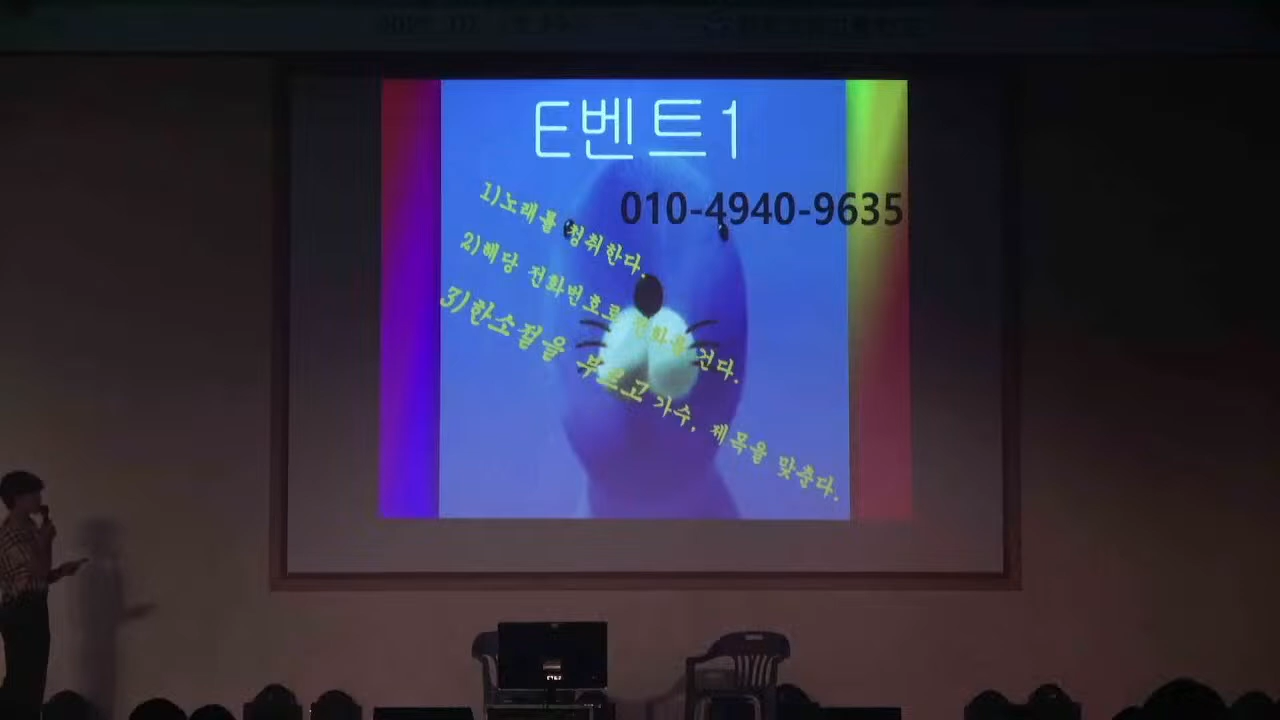 E벤트1
010-4940-9635
1)노래를 청취한다.
2)해당 전화번호로 전화를 건다.
3)한소절을 부르고 가수, 제목을 맞춘다.